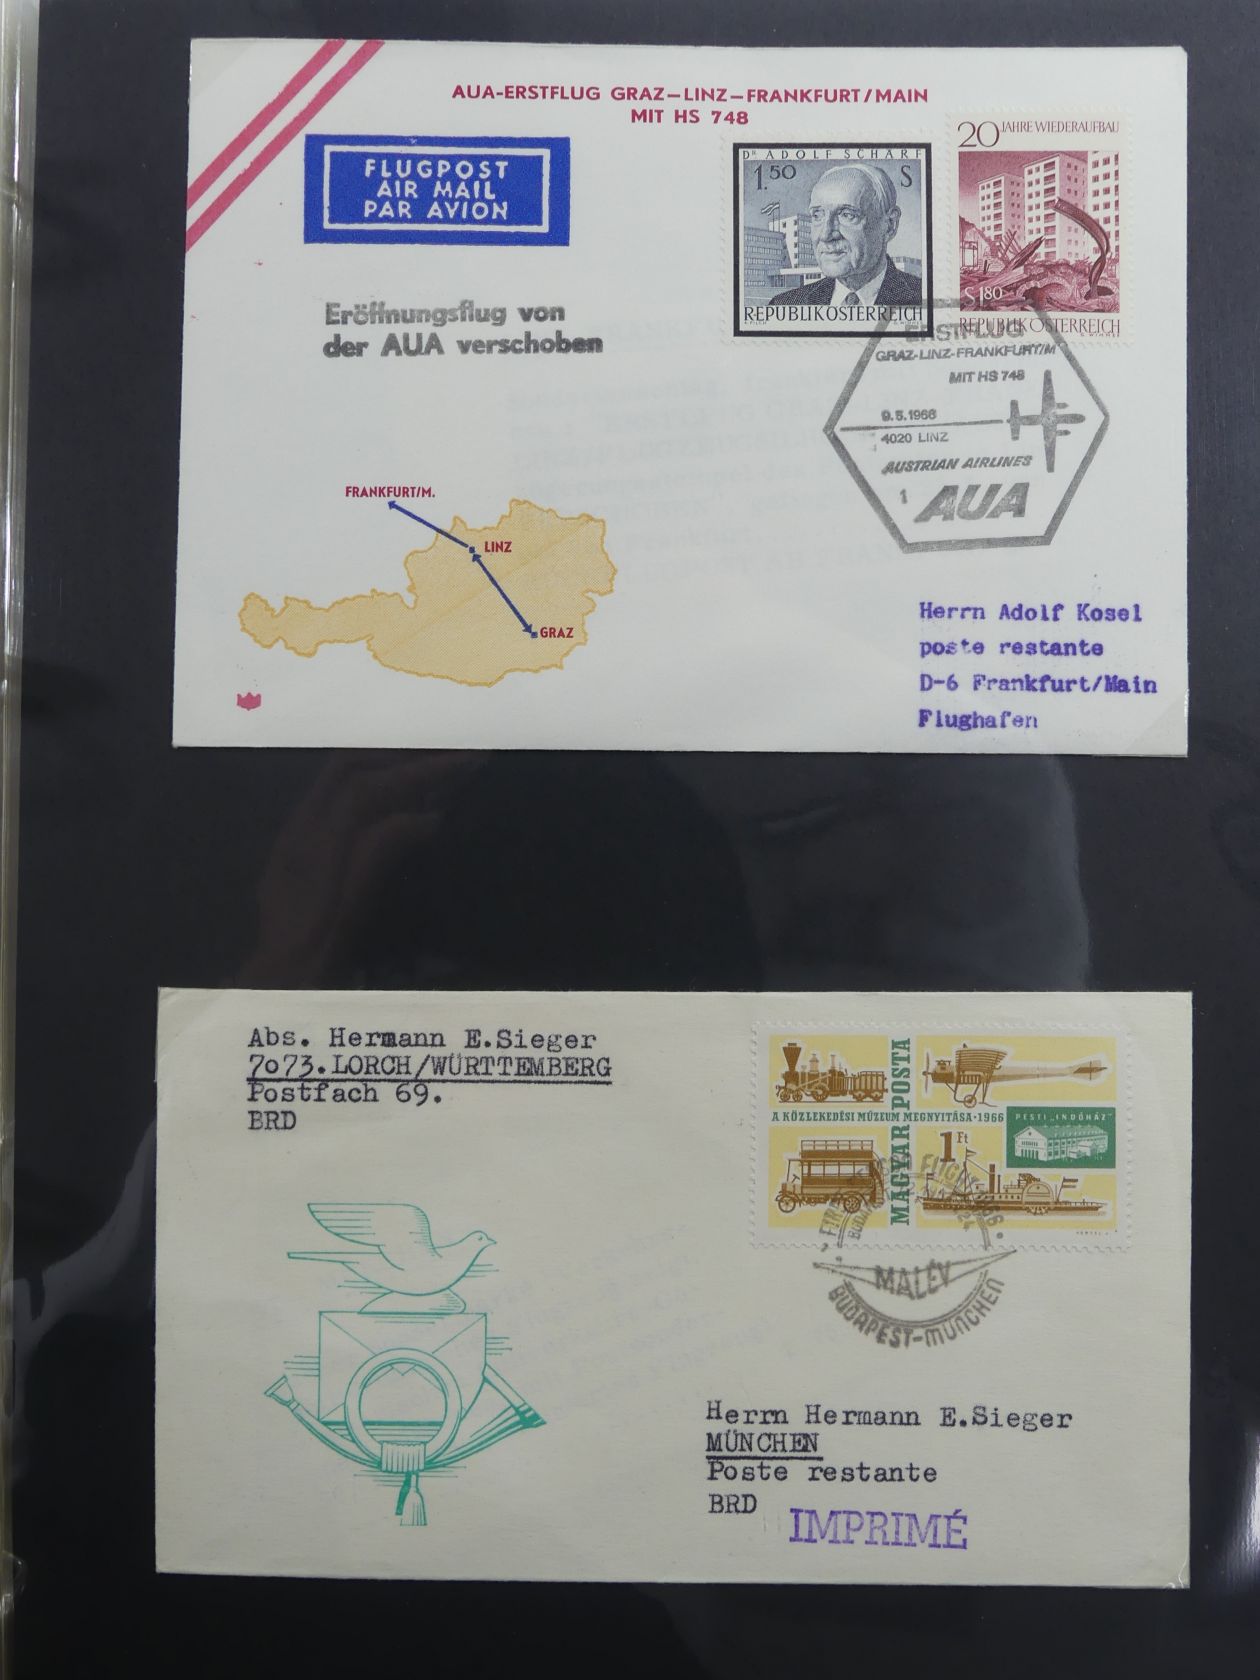 AUA-ERSTFLUG GRAZ—LINZ—FRANKFURT/MAIN
MIT HS 748
FLUGPOST
AIR MAIL
PAR AVION
DR ADOLF SCHÄRF
1.50 S
REPUBLIK ÖSTERREICH
20 JAHRE WIEDERAUFBAU
S 1.80
REPUBLIK ÖSTERREICH
Eröffnungsflug von
der AUA verschoben
ERSTFLUG
GRAZ-LINZ-FRANKFURT/M
MIT HS 748
9.5.1966
4020 LINZ
AUSTRIAN AIRLINES
1 AUA
FRANKFURT/M.
LINZ
GRAZ
Herrn Adolf Kosel
poste restante
D-6 Frankfurt/Main
Flughafen
Abs. Hermann E.Sieger
7o73.LORCH/WÜRTTEMBERG
Postfach 69.
BRD
MAGYAR POSTA
A KÖZLEKEDÉSI MÚZEUM MEGNYITÁSA·1966
PESTI „INDÓHÁZ"
1 Ft
MALÉV
BUDAPEST-MÜNCHEN
Herrn Hermann E.Sieger
MÜNCHEN
Poste restante
BRD
IMPRIMÉ